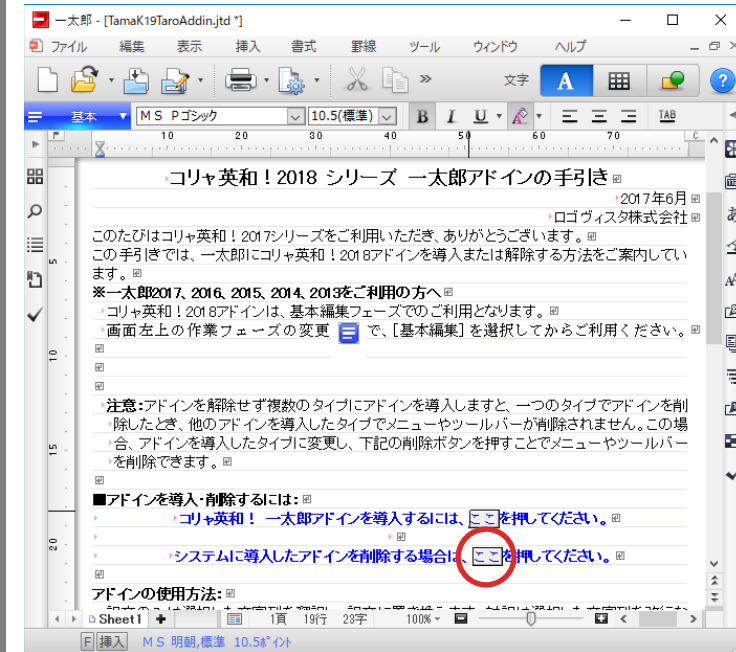 一太郎 - [TamaK19TaroAddin.jtd *]
ファイル 編集 表示 挿入 書式 罫線 ツール ウィンドウ ヘルプ
文字 A
基本 MS Pゴシック 10.5(標準) B I U TAB
10 20 30 40 50 60 70
コリャ英和！2018 シリーズ 一太郎アドインの手引き
2017年6月
ロゴヴィスタ株式会社
このたびはコリャ英和！2017シリーズをご利用いただき、ありがとうございます。
この手引きでは、一太郎にコリャ英和！2018アドインを導入または解除する方法をご案内してい
ます。
※一太郎2017、2016、2015、2014、2013をご利用の方へ
コリャ英和！2018アドインは、基本編集フェーズでのご利用となります。
画面左上の作業フェーズの変更 で、[基本編集]を選択してからご利用ください。
注意:アドインを解除せず複数のタイプにアドインを導入しますと、一つのタイプでアドインを削
除したとき、他のアドインを導入したタイプでメニューやツールバーが削除されません。この場
合、アドインを導入したタイプに変更し、下記の削除ボタンを押すことでメニューやツールバー
を削除できます。
■アドインを導入・削除するには:
コリャ英和！ 一太郎アドインを導入するには、ここを押してください。
システムに導入したアドインを削除する場合は、ここを押してください。
アドインの使用方法:
Sheet1 1頁 19行 23字 100%
F 挿入 MS 明朝,標準 10.5ポイント